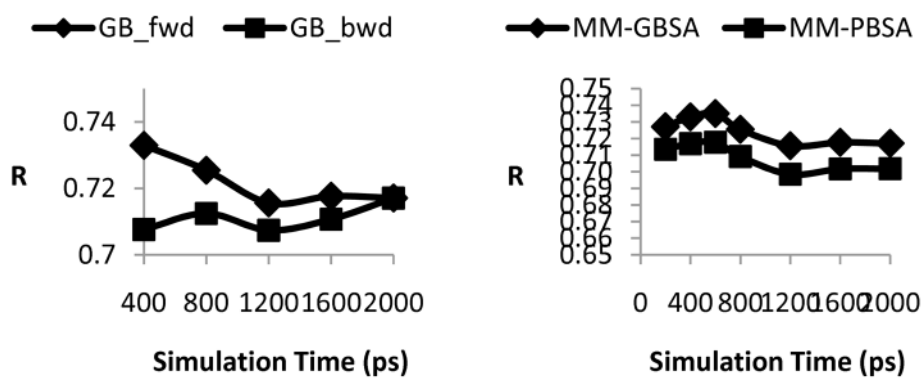 GB_fwd GB_bwd
0.74
0.72
0.7
R
400 800 1200 1600 2000
Simulation Time (ps)
MM-GBSA MM-PBSA
0.75
0.74
0.73
0.72
0.71
0.70
0.69
0.68
0.67
0.66
0.65
R
0 400 800 1200 1600 2000
Simulation Time (ps)